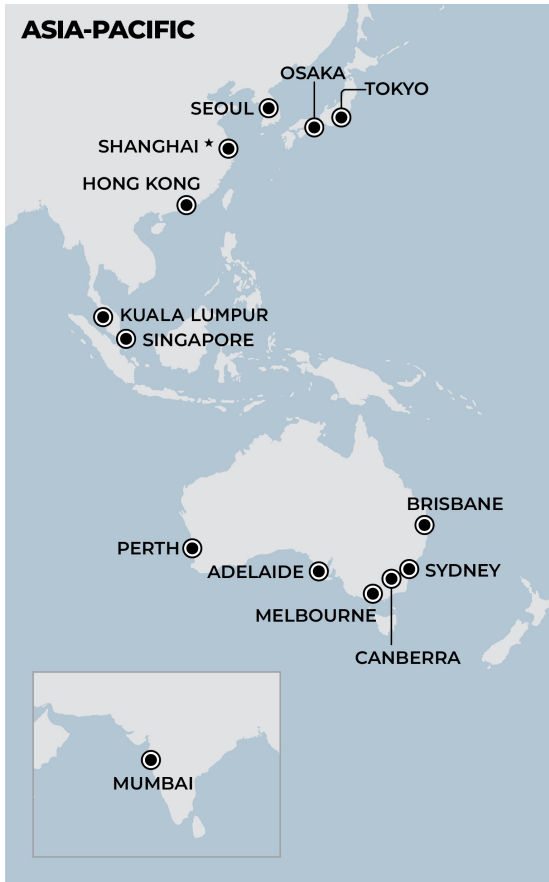 ASIA-PACIFIC
OSAKA
TOKYO
SEOUL
SHANGHAI ★
HONG KONG
KUALA LUMPUR
SINGAPORE
BRISBANE
PERTH
ADELAIDE
SYDNEY
MELBOURNE
CANBERRA
MUMBAI